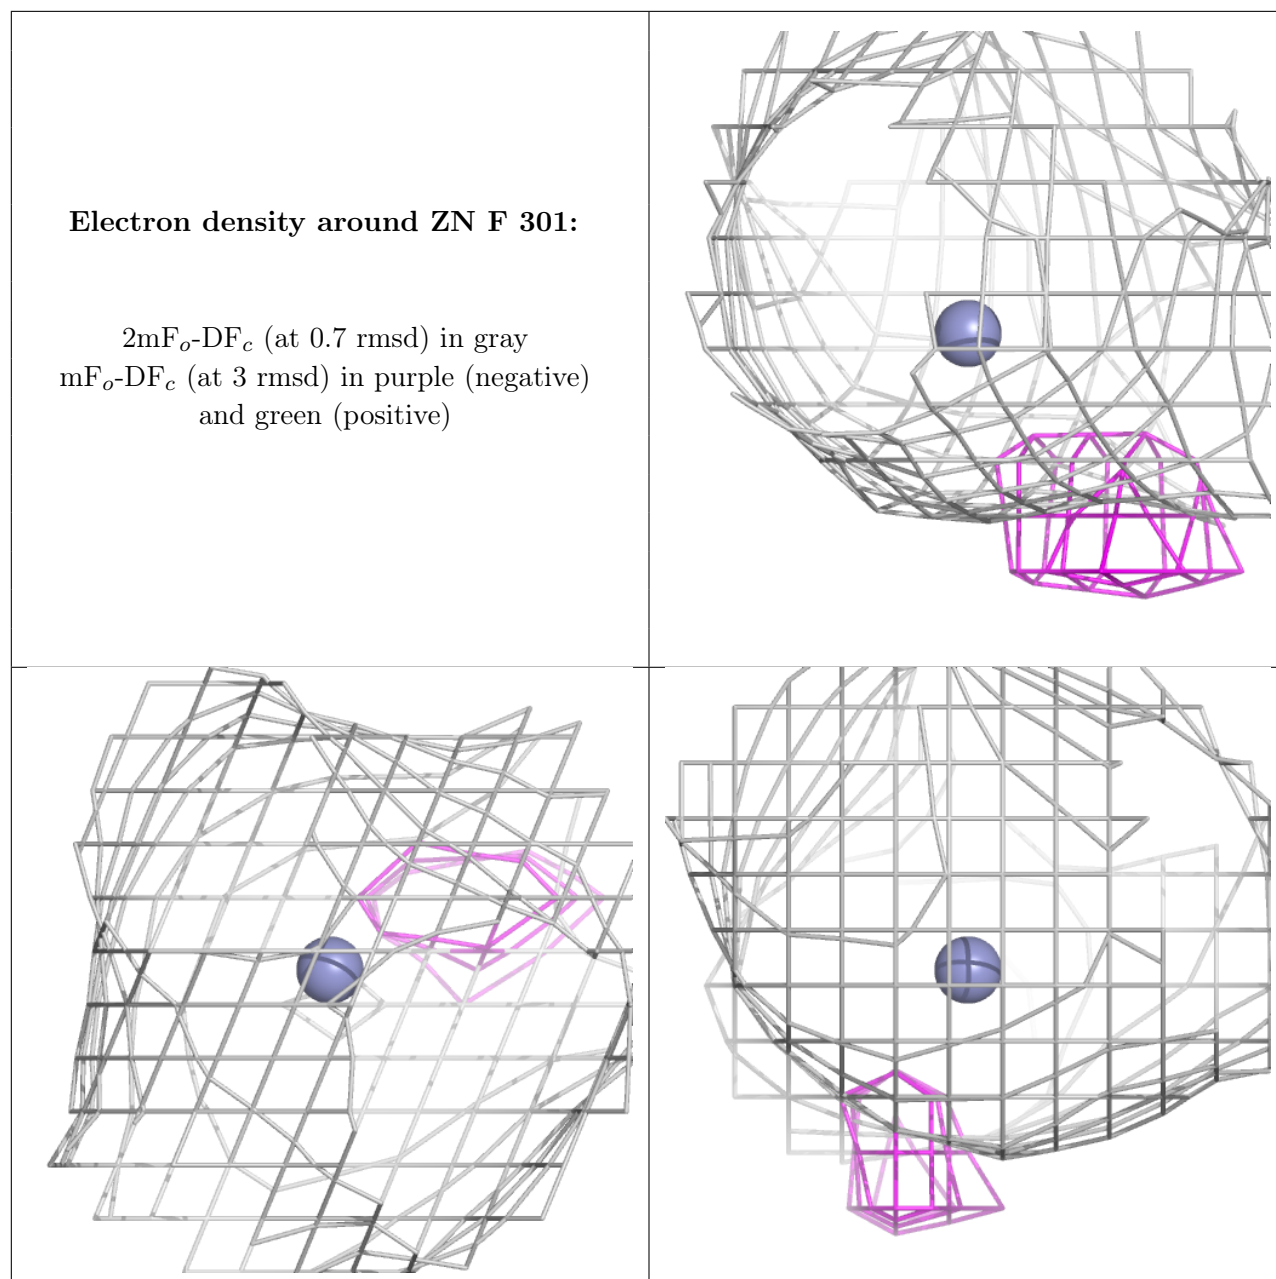 Electron density around ZN F 301:
2mFₒ-DF𝒸 (at 0.7 rmsd) in gray
mFₒ-DF𝒸 (at 3 rmsd) in purple (negative)
and green (positive)